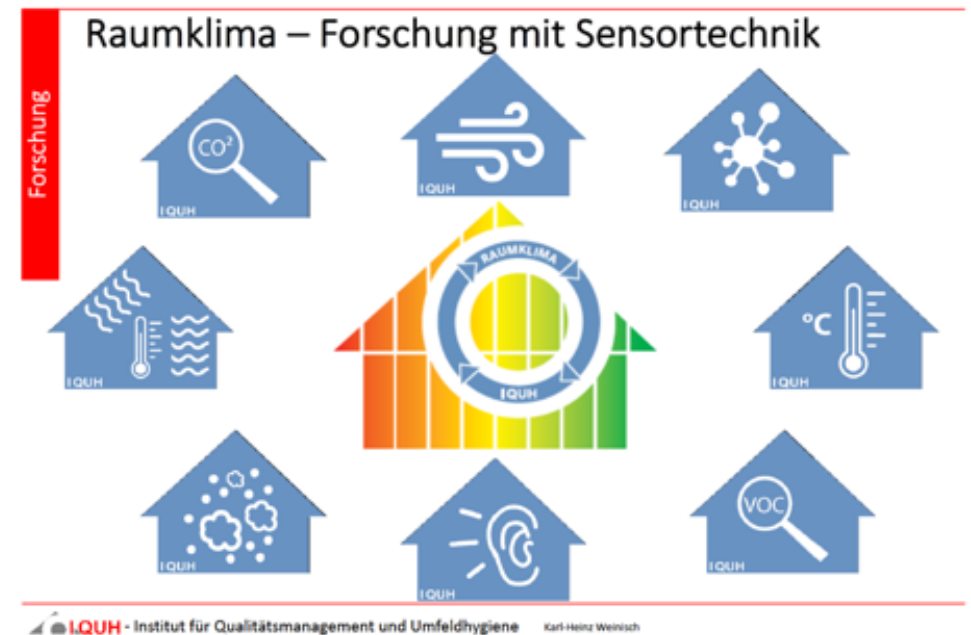 Raumklima – Forschung mit Sensortechnik
Forschung
CO²
IQUH
IQUH
IQUH
RAUMKLIMA
IQUH
IQUH
°C
IQUH
IQUH
IQUH
VOC
IQUH
I.QUH - Institut für Qualitätsmanagement und Umfeldhygiene Karl-Heinz Weinisch